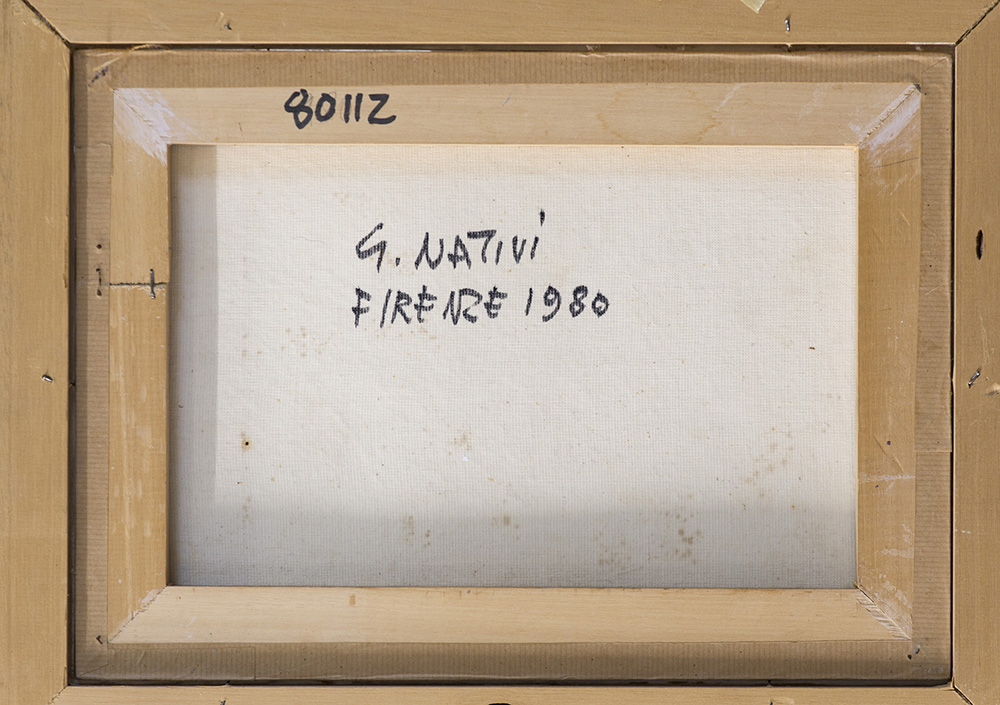 80112
G. NATIVI
FIRENZE 1980